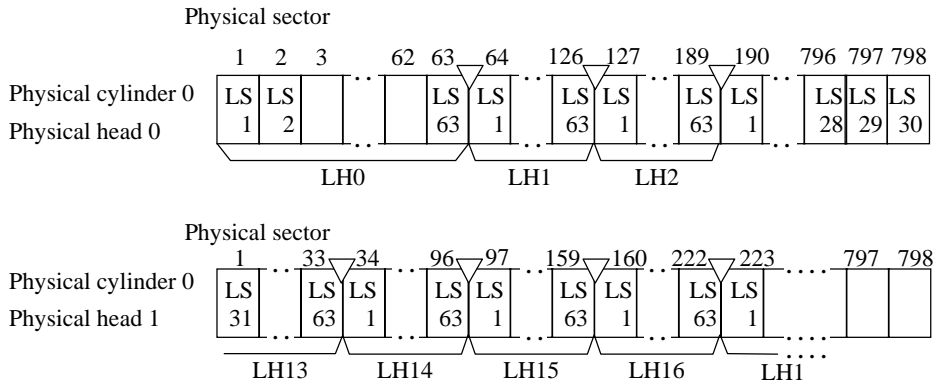 Physical sector
1 2 3 62 63 64 126 127 189 190 796 797 798
Physical cylinder 0 LS LS LS LS LS LS LS LS LS LS LS
Physical head 0 1 2 63 1 63 1 63 1 28 29 30
LH0 LH1 LH2
Physical sector
1 33 34 96 97 159 160 222 223 797 798
Physical cylinder 0 LS LS LS LS LS LS LS LS LS
Physical head 1 31 63 1 63 1 63 1 63 1
LH13 LH14 LH15 LH16 LH1